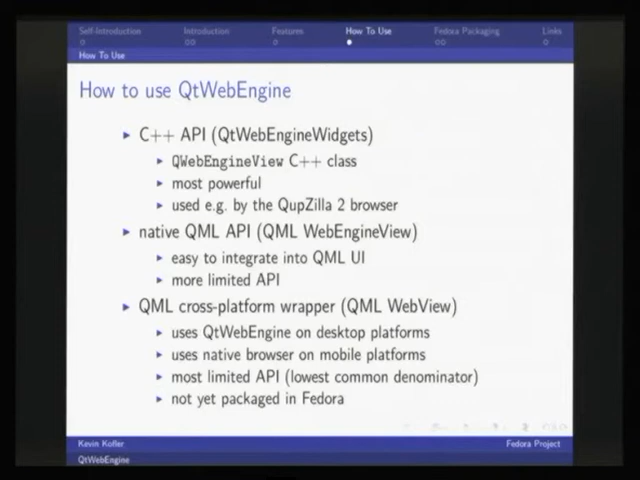 Self-Introduction Introduction Features How To Use Fedora Packaging Links
How To Use
How to use QtWebEngine
C++ API (QtWebEngineWidgets)
QWebEngineView C++ class
most powerful
used e.g. by the QupZilla 2 browser
native QML API (QML WebEngineView)
easy to integrate into QML UI
more limited API
QML cross-platform wrapper (QML WebView)
uses QtWebEngine on desktop platforms
uses native browser on mobile platforms
most limited API (lowest common denominator)
not yet packaged in Fedora
Kevin Kofler Fedora Project
QtWebEngine